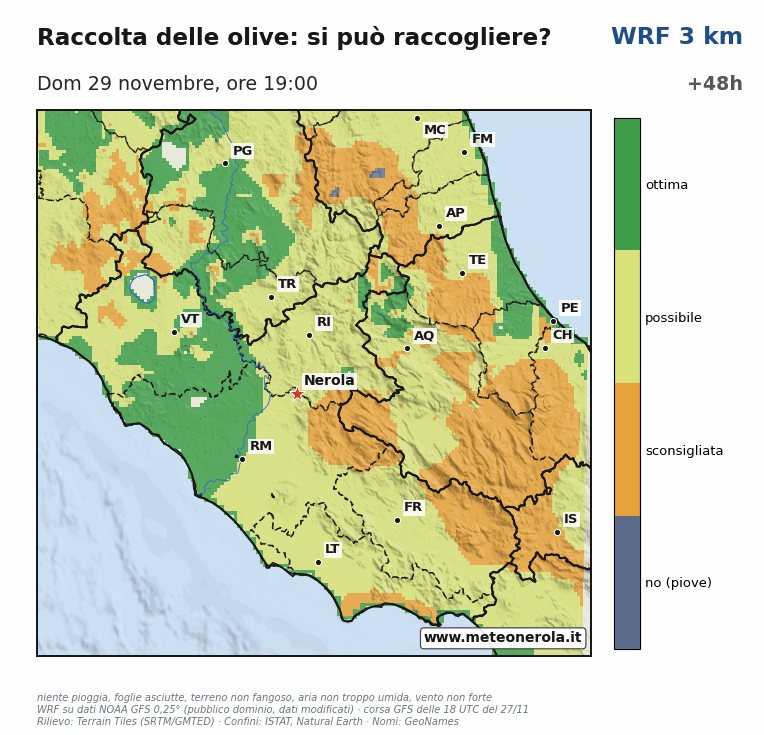 Raccolta delle olive: si può raccogliere?
WRF 3 km
Dom 29 novembre, ore 19:00
+48h
MC
FM
PG
AP
TE
TR
PE
VT
RI
CH
AQ
Nerola
RM
FR
IS
LT
www.meteonerola.it
ottima
possibile
sconsigliata
no (piove)
niente pioggia, foglie asciutte, terreno non fangoso, aria non troppo umida, vento non forte
WRF su dati NOAA GFS 0,25° (pubblico dominio, dati modificati) · corsa GFS delle 18 UTC del 27/11
Rilievo: Terrain Tiles (SRTM/GMTED) · Confini: ISTAT, Natural Earth · Nomi: GeoNames